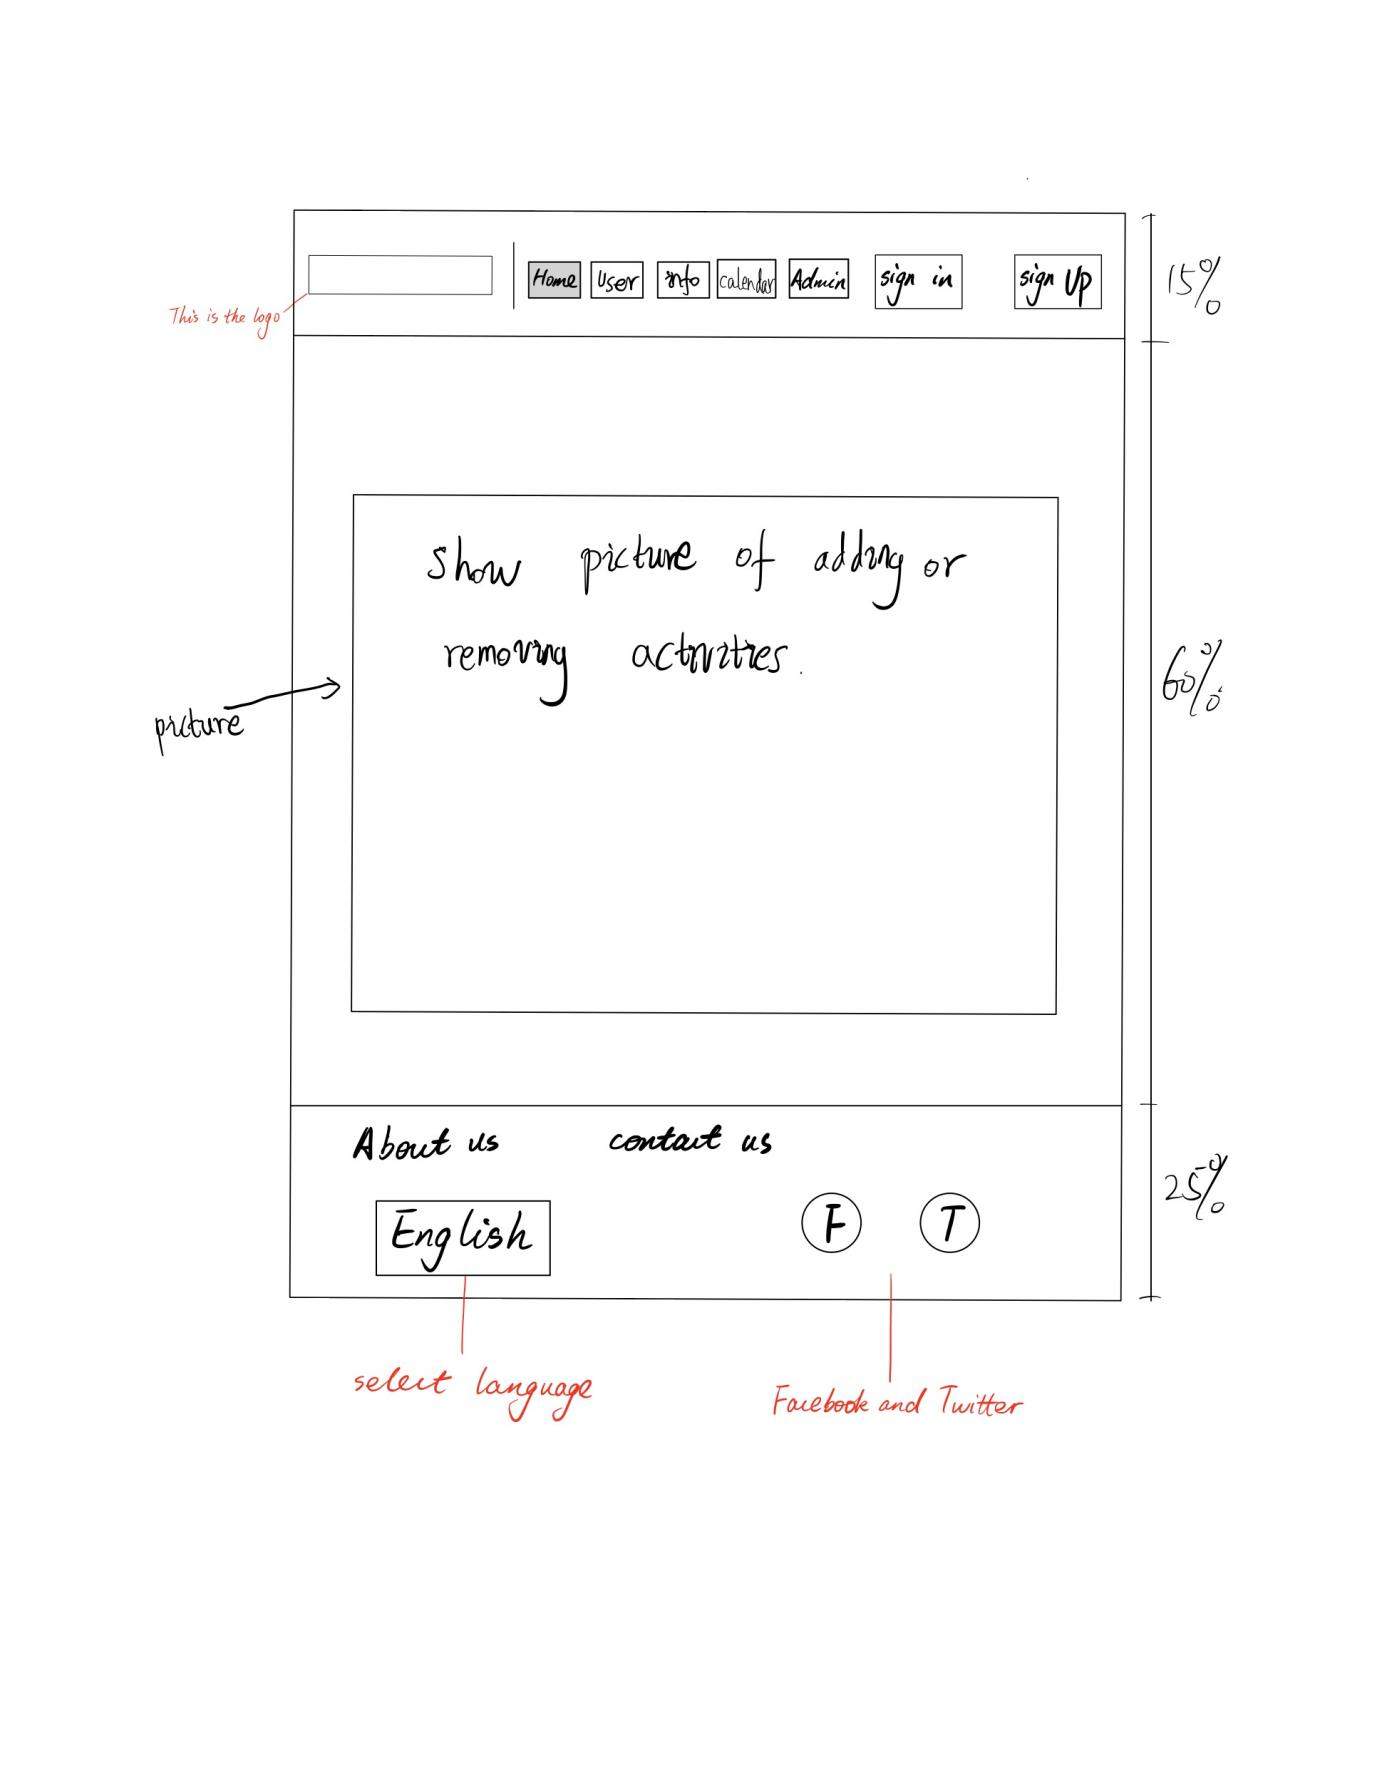 Home User info calendar Admin sign in sign Up
15%
This is the logo
show picture of adding or
removing activities.
60%
picture
About us contact us
25%
English F T
select language
Facebook and Twitter